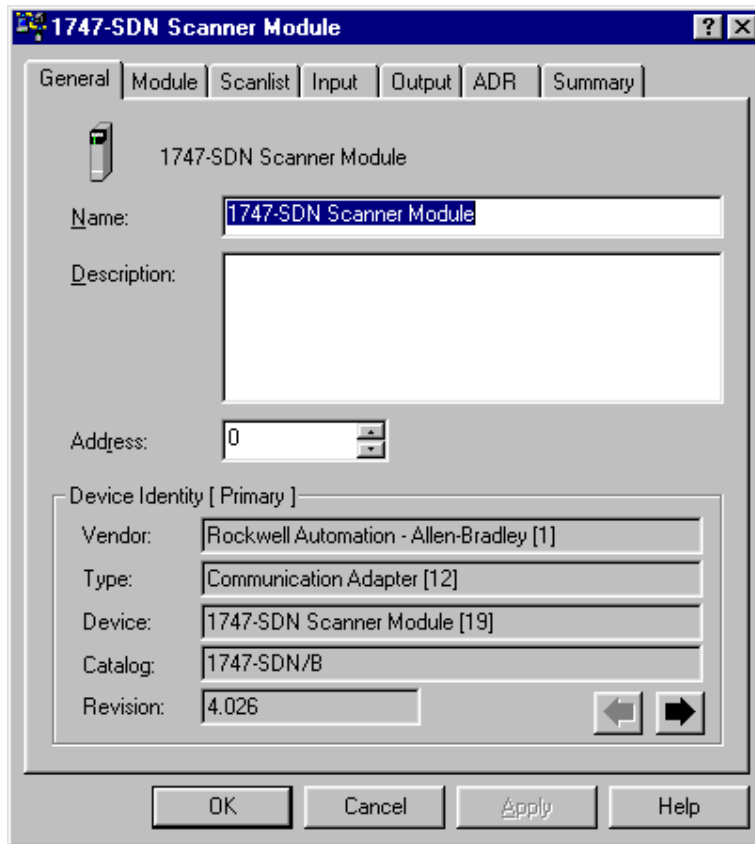 1747-SDN Scanner Module
General Module Scanlist Input Output ADR Summary
1747-SDN Scanner Module
Name: 1747-SDN Scanner Module
Description:
Address: 0
Device Identity [ Primary ]
Vendor: Rockwell Automation - Allen-Bradley [1]
Type: Communication Adapter [12]
Device: 1747-SDN Scanner Module [19]
Catalog: 1747-SDN/B
Revision: 4.026
OK Cancel Apply Help